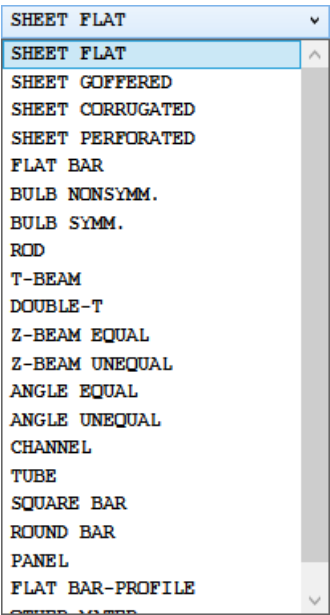 SHEET FLAT
SHEET FLAT
SHEET GOFFERED
SHEET CORRUGATED
SHEET PERFORATED
FLAT BAR
BULB NONSYMM.
BULB SYMM.
ROD
T-BEAM
DOUBLE-T
Z-BEAM EQUAL
Z-BEAM UNEQUAL
ANGLE EQUAL
ANGLE UNEQUAL
CHANNEL
TUBE
SQUARE BAR
ROUND BAR
PANEL
FLAT BAR-PROFILE
OTHER